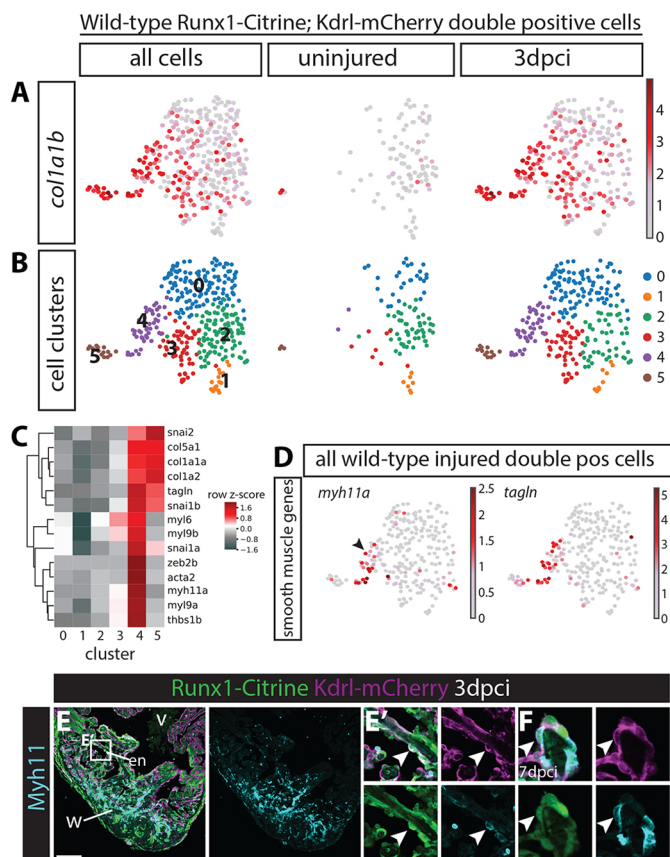 Wild-type Runx1-Citrine; Kdrl-mCherry double positive cells
all cells
uninjured
3dpci
A
col1a1b
4
3
2
1
0
B
cell clusters
0
4
3
2
5
1
0
1
2
3
4
5
C
snai2
col5a1
col1a1a
col1a2
tagln
snai1b
myl6
myl9b
snai1a
zeb2b
acta2
myh11a
myl9a
thbs1b
row z-score
1.6
0.8
0.0
−0.8
−1.6
0 1 2 3 4 5
cluster
D
all wild-type injured double pos cells
smooth muscle genes
myh11a
2.5
2
1.5
1
0.5
0
tagln
5
4
3
2
1
0
Runx1-Citrine Kdrl-mCherry 3dpci
Myh11
E
E'
V
en
W
E'
F
7dpci